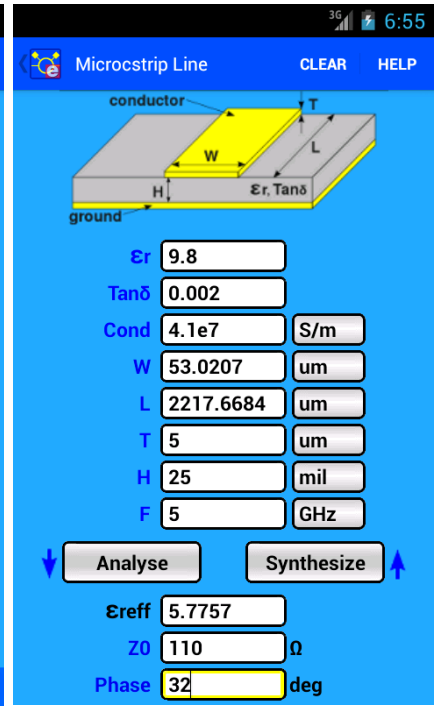 3G 6:55
e Microcstrip Line CLEAR HELP
conductor T
W L
H εr, Tanδ
ground
εr 9.8
Tanδ 0.002
Cond 4.1e7 S/m
W 53.0207 um
L 2217.6684 um
T 5 um
H 25 mil
F 5 GHz
Analyse Synthesize
εreff 5.7757
Z0 110 Ω
Phase 32 deg